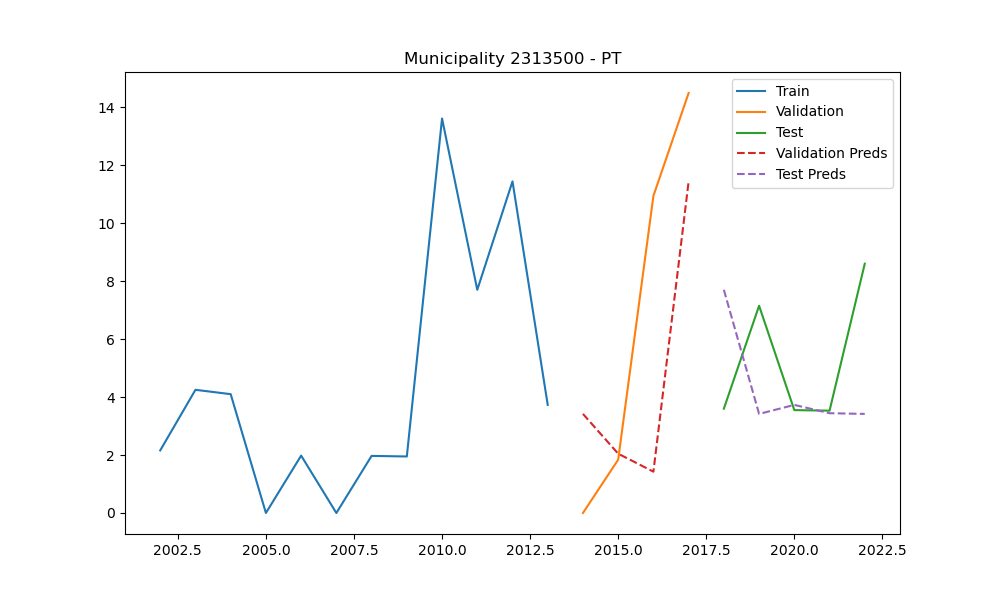 Municipality 2313500 - PT
Train
Validation
Test
Validation Preds
Test Preds
14
12
10
8
6
4
2
0
2002.5 2005.0 2007.5 2010.0 2012.5 2015.0 2017.5 2020.0 2022.5